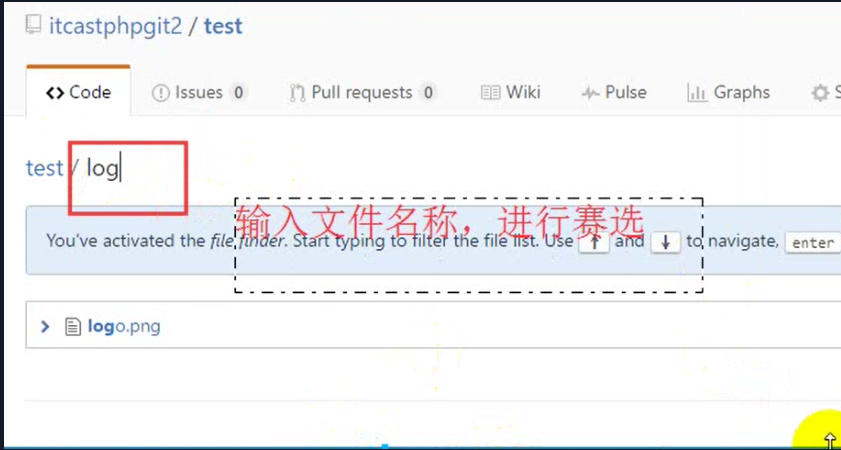 itcastphpgit2 / test
Code Issues 0 Pull requests 0 Wiki Pulse Graphs S
test / log
输入文件名称，进行赛选
You've activated the file finder. Start typing to filter the file list. Use ↑ and ↓ to navigate, enter
logo.png